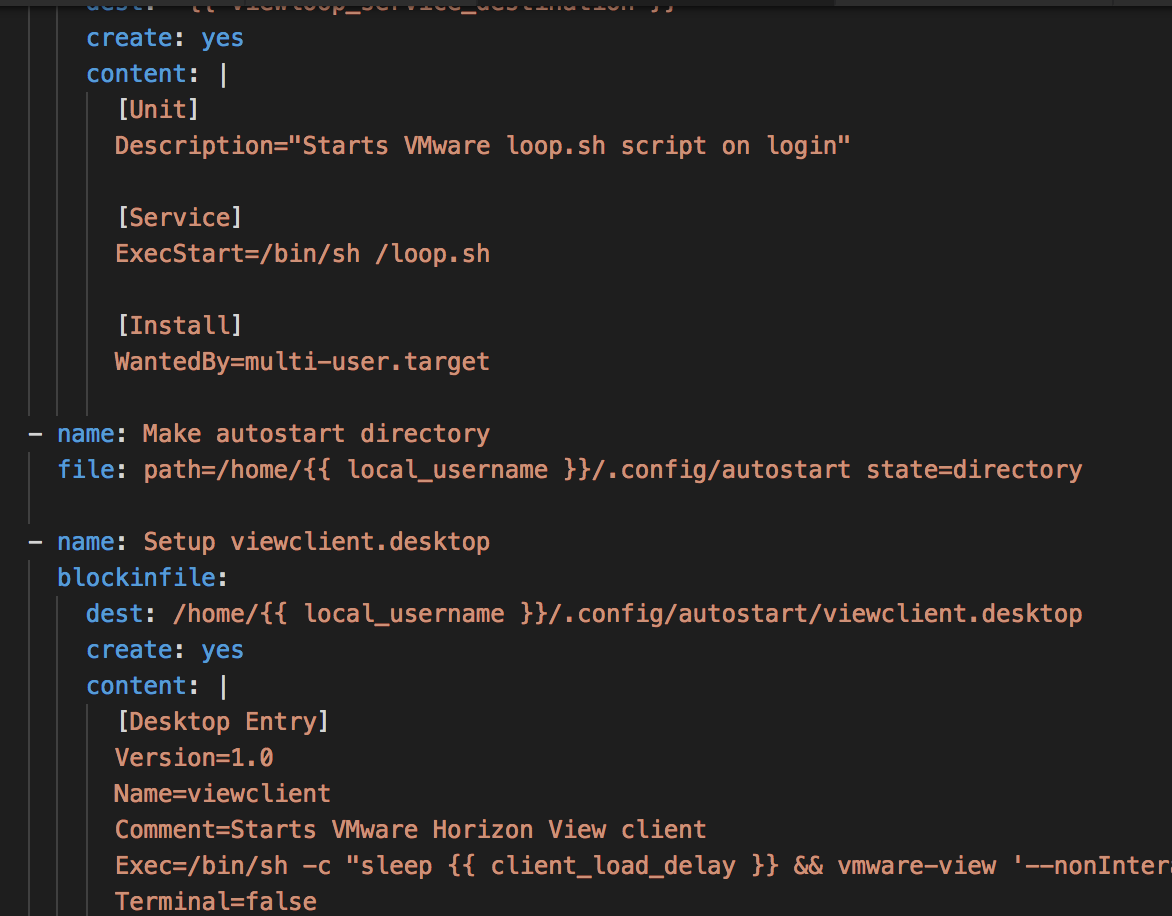 dest: "{{ viewloop_service_destination }}"
create: yes
content: |
[Unit]
Description="Starts VMware loop.sh script on login"
[Service]
ExecStart=/bin/sh /loop.sh
[Install]
WantedBy=multi-user.target
- name: Make autostart directory
file: path=/home/{{ local_username }}/.config/autostart state=directory
- name: Setup viewclient.desktop
blockinfile:
dest: /home/{{ local_username }}/.config/autostart/viewclient.desktop
create: yes
content: |
[Desktop Entry]
Version=1.0
Name=viewclient
Comment=Starts VMware Horizon View client
Exec=/bin/sh -c "sleep {{ client_load_delay }} && vmware-view '--nonInter
Terminal=false